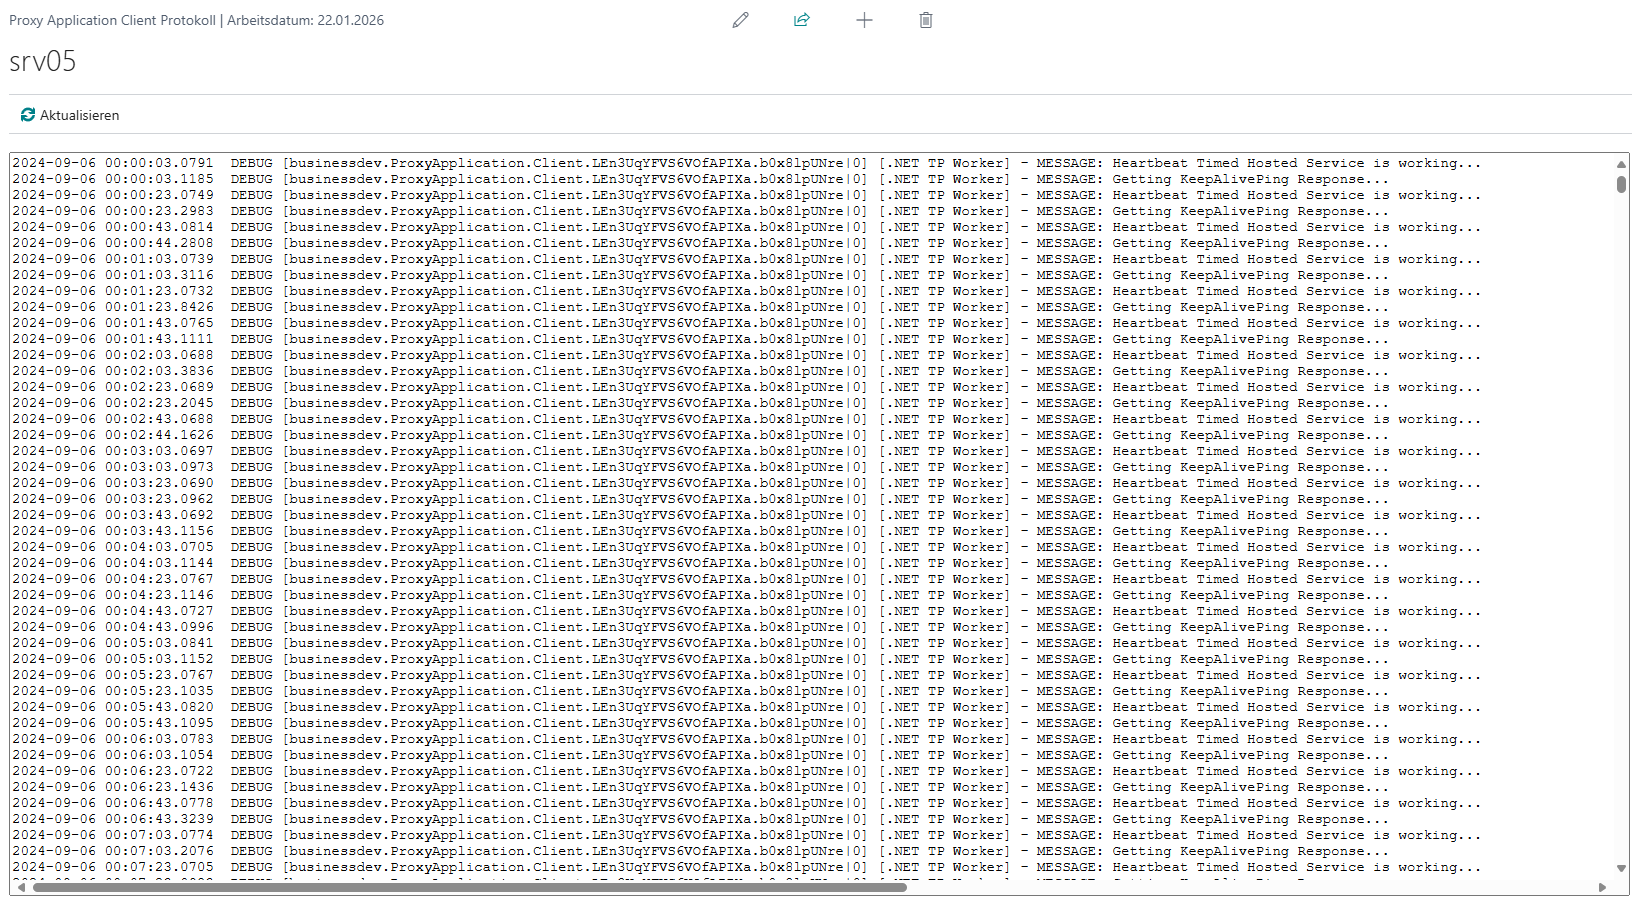 Proxy Application Client Protokoll | Arbeitsdatum: 22.01.2026
srv05
Aktualisieren
2024-09-06 00:00:03.0791  DEBUG [businessdev.ProxyApplication.Client.LEn3UqYFVS6VOfAPIXa.b0x8lpUNre|0] [.NET TP Worker] - MESSAGE: Heartbeat Timed Hosted Service is working...
2024-09-06 00:00:03.1185  DEBUG [businessdev.ProxyApplication.Client.LEn3UqYFVS6VOfAPIXa.b0x8lpUNre|0] [.NET TP Worker] - MESSAGE: Getting KeepAlivePing Response...
2024-09-06 00:00:23.0749  DEBUG [businessdev.ProxyApplication.Client.LEn3UqYFVS6VOfAPIXa.b0x8lpUNre|0] [.NET TP Worker] - MESSAGE: Heartbeat Timed Hosted Service is working...
2024-09-06 00:00:23.2983  DEBUG [businessdev.ProxyApplication.Client.LEn3UqYFVS6VOfAPIXa.b0x8lpUNre|0] [.NET TP Worker] - MESSAGE: Getting KeepAlivePing Response...
2024-09-06 00:00:43.0814  DEBUG [businessdev.ProxyApplication.Client.LEn3UqYFVS6VOfAPIXa.b0x8lpUNre|0] [.NET TP Worker] - MESSAGE: Heartbeat Timed Hosted Service is working...
2024-09-06 00:00:44.2808  DEBUG [businessdev.ProxyApplication.Client.LEn3UqYFVS6VOfAPIXa.b0x8lpUNre|0] [.NET TP Worker] - MESSAGE: Getting KeepAlivePing Response...
2024-09-06 00:01:03.0739  DEBUG [businessdev.ProxyApplication.Client.LEn3UqYFVS6VOfAPIXa.b0x8lpUNre|0] [.NET TP Worker] - MESSAGE: Heartbeat Timed Hosted Service is working...
2024-09-06 00:01:03.3116  DEBUG [businessdev.ProxyApplication.Client.LEn3UqYFVS6VOfAPIXa.b0x8lpUNre|0] [.NET TP Worker] - MESSAGE: Getting KeepAlivePing Response...
2024-09-06 00:01:23.0732  DEBUG [businessdev.ProxyApplication.Client.LEn3UqYFVS6VOfAPIXa.b0x8lpUNre|0] [.NET TP Worker] - MESSAGE: Heartbeat Timed Hosted Service is working...
2024-09-06 00:01:23.8426  DEBUG [businessdev.ProxyApplication.Client.LEn3UqYFVS6VOfAPIXa.b0x8lpUNre|0] [.NET TP Worker] - MESSAGE: Getting KeepAlivePing Response...
2024-09-06 00:01:43.0765  DEBUG [businessdev.ProxyApplication.Client.LEn3UqYFVS6VOfAPIXa.b0x8lpUNre|0] [.NET TP Worker] - MESSAGE: Heartbeat Timed Hosted Service is working...
2024-09-06 00:01:43.1111  DEBUG [businessdev.ProxyApplication.Client.LEn3UqYFVS6VOfAPIXa.b0x8lpUNre|0] [.NET TP Worker] - MESSAGE: Getting KeepAlivePing Response...
2024-09-06 00:02:03.0688  DEBUG [businessdev.ProxyApplication.Client.LEn3UqYFVS6VOfAPIXa.b0x8lpUNre|0] [.NET TP Worker] - MESSAGE: Heartbeat Timed Hosted Service is working...
2024-09-06 00:02:03.3836  DEBUG [businessdev.ProxyApplication.Client.LEn3UqYFVS6VOfAPIXa.b0x8lpUNre|0] [.NET TP Worker] - MESSAGE: Getting KeepAlivePing Response...
2024-09-06 00:02:23.0689  DEBUG [businessdev.ProxyApplication.Client.LEn3UqYFVS6VOfAPIXa.b0x8lpUNre|0] [.NET TP Worker] - MESSAGE: Heartbeat Timed Hosted Service is working...
2024-09-06 00:02:23.2045  DEBUG [businessdev.ProxyApplication.Client.LEn3UqYFVS6VOfAPIXa.b0x8lpUNre|0] [.NET TP Worker] - MESSAGE: Getting KeepAlivePing Response...
2024-09-06 00:02:43.0688  DEBUG [businessdev.ProxyApplication.Client.LEn3UqYFVS6VOfAPIXa.b0x8lpUNre|0] [.NET TP Worker] - MESSAGE: Heartbeat Timed Hosted Service is working...
2024-09-06 00:02:44.1626  DEBUG [businessdev.ProxyApplication.Client.LEn3UqYFVS6VOfAPIXa.b0x8lpUNre|0] [.NET TP Worker] - MESSAGE: Getting KeepAlivePing Response...
2024-09-06 00:03:03.0697  DEBUG [businessdev.ProxyApplication.Client.LEn3UqYFVS6VOfAPIXa.b0x8lpUNre|0] [.NET TP Worker] - MESSAGE: Heartbeat Timed Hosted Service is working...
2024-09-06 00:03:03.0973  DEBUG [businessdev.ProxyApplication.Client.LEn3UqYFVS6VOfAPIXa.b0x8lpUNre|0] [.NET TP Worker] - MESSAGE: Getting KeepAlivePing Response...
2024-09-06 00:03:23.0690  DEBUG [businessdev.ProxyApplication.Client.LEn3UqYFVS6VOfAPIXa.b0x8lpUNre|0] [.NET TP Worker] - MESSAGE: Heartbeat Timed Hosted Service is working...
2024-09-06 00:03:23.0962  DEBUG [businessdev.ProxyApplication.Client.LEn3UqYFVS6VOfAPIXa.b0x8lpUNre|0] [.NET TP Worker] - MESSAGE: Getting KeepAlivePing Response...
2024-09-06 00:03:43.0692  DEBUG [businessdev.ProxyApplication.Client.LEn3UqYFVS6VOfAPIXa.b0x8lpUNre|0] [.NET TP Worker] - MESSAGE: Heartbeat Timed Hosted Service is working...
2024-09-06 00:03:43.1156  DEBUG [businessdev.ProxyApplication.Client.LEn3UqYFVS6VOfAPIXa.b0x8lpUNre|0] [.NET TP Worker] - MESSAGE: Getting KeepAlivePing Response...
2024-09-06 00:04:03.0705  DEBUG [businessdev.ProxyApplication.Client.LEn3UqYFVS6VOfAPIXa.b0x8lpUNre|0] [.NET TP Worker] - MESSAGE: Heartbeat Timed Hosted Service is working...
2024-09-06 00:04:03.1144  DEBUG [businessdev.ProxyApplication.Client.LEn3UqYFVS6VOfAPIXa.b0x8lpUNre|0] [.NET TP Worker] - MESSAGE: Getting KeepAlivePing Response...
2024-09-06 00:04:23.0767  DEBUG [businessdev.ProxyApplication.Client.LEn3UqYFVS6VOfAPIXa.b0x8lpUNre|0] [.NET TP Worker] - MESSAGE: Heartbeat Timed Hosted Service is working...
2024-09-06 00:04:23.1146  DEBUG [businessdev.ProxyApplication.Client.LEn3UqYFVS6VOfAPIXa.b0x8lpUNre|0] [.NET TP Worker] - MESSAGE: Getting KeepAlivePing Response...
2024-09-06 00:04:43.0727  DEBUG [businessdev.ProxyApplication.Client.LEn3UqYFVS6VOfAPIXa.b0x8lpUNre|0] [.NET TP Worker] - MESSAGE: Heartbeat Timed Hosted Service is working...
2024-09-06 00:04:43.0996  DEBUG [businessdev.ProxyApplication.Client.LEn3UqYFVS6VOfAPIXa.b0x8lpUNre|0] [.NET TP Worker] - MESSAGE: Getting KeepAlivePing Response...
2024-09-06 00:05:03.0841  DEBUG [businessdev.ProxyApplication.Client.LEn3UqYFVS6VOfAPIXa.b0x8lpUNre|0] [.NET TP Worker] - MESSAGE: Heartbeat Timed Hosted Service is working...
2024-09-06 00:05:03.1152  DEBUG [businessdev.ProxyApplication.Client.LEn3UqYFVS6VOfAPIXa.b0x8lpUNre|0] [.NET TP Worker] - MESSAGE: Getting KeepAlivePing Response...
2024-09-06 00:05:23.0767  DEBUG [businessdev.ProxyApplication.Client.LEn3UqYFVS6VOfAPIXa.b0x8lpUNre|0] [.NET TP Worker] - MESSAGE: Heartbeat Timed Hosted Service is working...
2024-09-06 00:05:23.1035  DEBUG [businessdev.ProxyApplication.Client.LEn3UqYFVS6VOfAPIXa.b0x8lpUNre|0] [.NET TP Worker] - MESSAGE: Getting KeepAlivePing Response...
2024-09-06 00:05:43.0820  DEBUG [businessdev.ProxyApplication.Client.LEn3UqYFVS6VOfAPIXa.b0x8lpUNre|0] [.NET TP Worker] - MESSAGE: Heartbeat Timed Hosted Service is working...
2024-09-06 00:05:43.1095  DEBUG [businessdev.ProxyApplication.Client.LEn3UqYFVS6VOfAPIXa.b0x8lpUNre|0] [.NET TP Worker] - MESSAGE: Getting KeepAlivePing Response...
2024-09-06 00:06:03.0783  DEBUG [businessdev.ProxyApplication.Client.LEn3UqYFVS6VOfAPIXa.b0x8lpUNre|0] [.NET TP Worker] - MESSAGE: Heartbeat Timed Hosted Service is working...
2024-09-06 00:06:03.1054  DEBUG [businessdev.ProxyApplication.Client.LEn3UqYFVS6VOfAPIXa.b0x8lpUNre|0] [.NET TP Worker] - MESSAGE: Getting KeepAlivePing Response...
2024-09-06 00:06:23.0722  DEBUG [businessdev.ProxyApplication.Client.LEn3UqYFVS6VOfAPIXa.b0x8lpUNre|0] [.NET TP Worker] - MESSAGE: Heartbeat Timed Hosted Service is working...
2024-09-06 00:06:23.1436  DEBUG [businessdev.ProxyApplication.Client.LEn3UqYFVS6VOfAPIXa.b0x8lpUNre|0] [.NET TP Worker] - MESSAGE: Getting KeepAlivePing Response...
2024-09-06 00:06:43.0778  DEBUG [businessdev.ProxyApplication.Client.LEn3UqYFVS6VOfAPIXa.b0x8lpUNre|0] [.NET TP Worker] - MESSAGE: Heartbeat Timed Hosted Service is working...
2024-09-06 00:06:43.3239  DEBUG [businessdev.ProxyApplication.Client.LEn3UqYFVS6VOfAPIXa.b0x8lpUNre|0] [.NET TP Worker] - MESSAGE: Getting KeepAlivePing Response...
2024-09-06 00:07:03.0774  DEBUG [businessdev.ProxyApplication.Client.LEn3UqYFVS6VOfAPIXa.b0x8lpUNre|0] [.NET TP Worker] - MESSAGE: Heartbeat Timed Hosted Service is working...
2024-09-06 00:07:03.2076  DEBUG [businessdev.ProxyApplication.Client.LEn3UqYFVS6VOfAPIXa.b0x8lpUNre|0] [.NET TP Worker] - MESSAGE: Getting KeepAlivePing Response...
2024-09-06 00:07:23.0705  DEBUG [businessdev.ProxyApplication.Client.LEn3UqYFVS6VOfAPIXa.b0x8lpUNre|0] [.NET TP Worker] - MESSAGE: Heartbeat Timed Hosted Service is working...